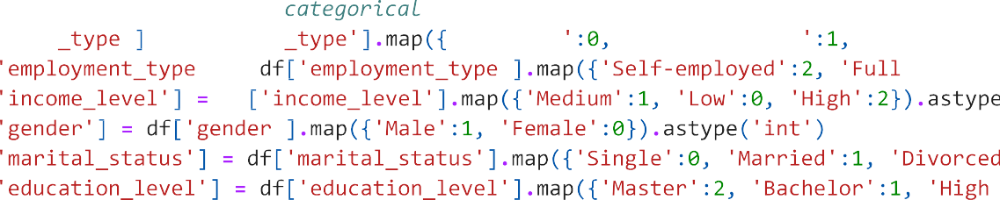 categorical
_type ] _type'].map({ ':0, ':1,
'employment_type df['employment_type ].map({'Self-employed':2, 'Full
'income_level'] = ['income_level'].map({'Medium':1, 'Low':0, 'High':2}).astype
'gender'] = df['gender ].map({'Male':1, 'Female':0}).astype('int')
'marital_status'] = df['marital_status'].map({'Single':0, 'Married':1, 'Divorced
'education_level'] = df['education_level'].map({'Master':2, 'Bachelor':1, 'High